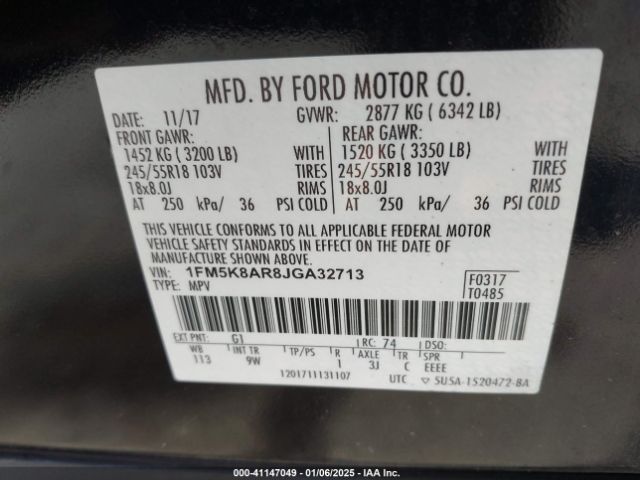 MFD. BY FORD MOTOR CO.
DATE: 11/17 GVWR: 2877 KG ( 6342 LB)
FRONT GAWR: REAR GAWR:
1452 KG ( 3200 LB) WITH 1520 KG ( 3350 LB) WITH
245/55R18 103V TIRES 245/55R18 103V TIRES
18x8.0J RIMS 18x8.0J RIMS
AT 250 kPa/ 36 PSI COLD AT 250 kPa/ 36 PSI COLD
THIS VEHICLE CONFORMS TO ALL APPLICABLE FEDERAL MOTOR
VEHICLE SAFETY STANDARDS IN EFFECT ON THE DATE OF
MANUFACTURE SHOWN ABOVE.
VIN: 1FM5K8AR8JGA32713 F0317
TYPE: MPV T0485
EXT PNT: G1 RC: 74 DSO:
WB INT TR TP/PS R AXLE TR SPR
113 9W I 3J C EEEE
1201711131107 UTC ▽ 5U5A-1520472-BA
000-41147049 - 01/06/2025 - IAA Inc.